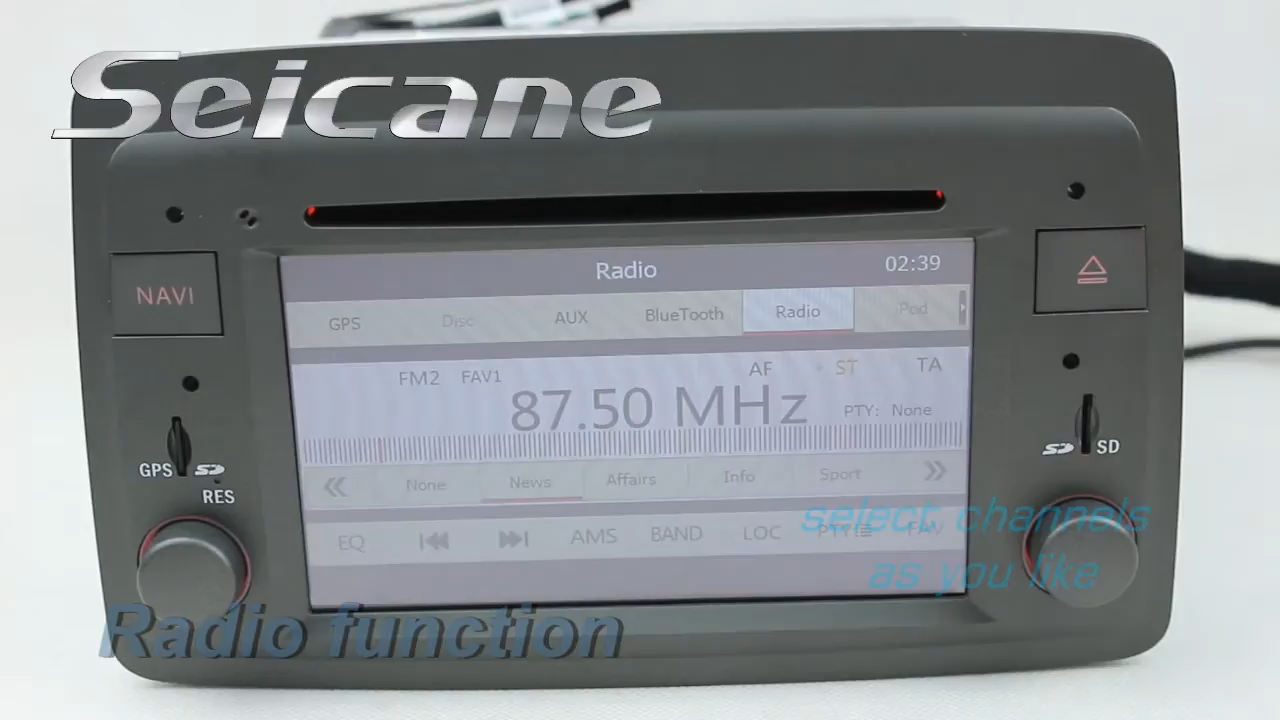 Seicane
NAVI
Radio 02:39
GPS Disc AUX BlueTooth Radio iPod
FM2 FAV1 AF ST TA
87.50 MHz PTY: None
GPS SD
RES
None News Affairs Info Sport
EQ AMS BAND LOC PTY FAV
select channels
as you like
Radio function